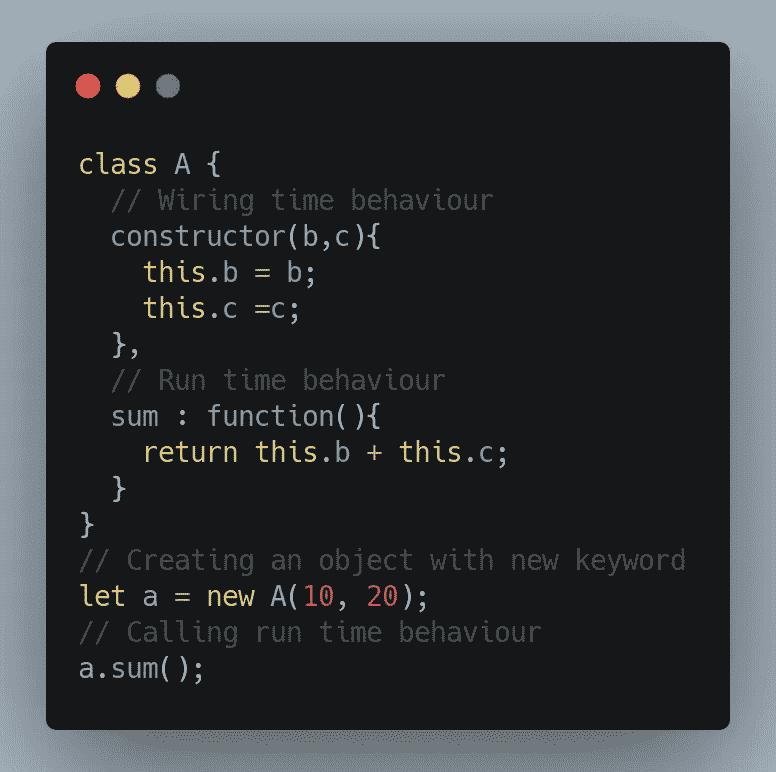 class A {
  // Wiring time behaviour
  constructor(b,c){
    this.b = b;
    this.c =c;
  },
  // Run time behaviour
  sum : function(){
    return this.b + this.c;
  }
}
// Creating an object with new keyword
let a = new A(10, 20);
// Calling run time behaviour
a.sum();